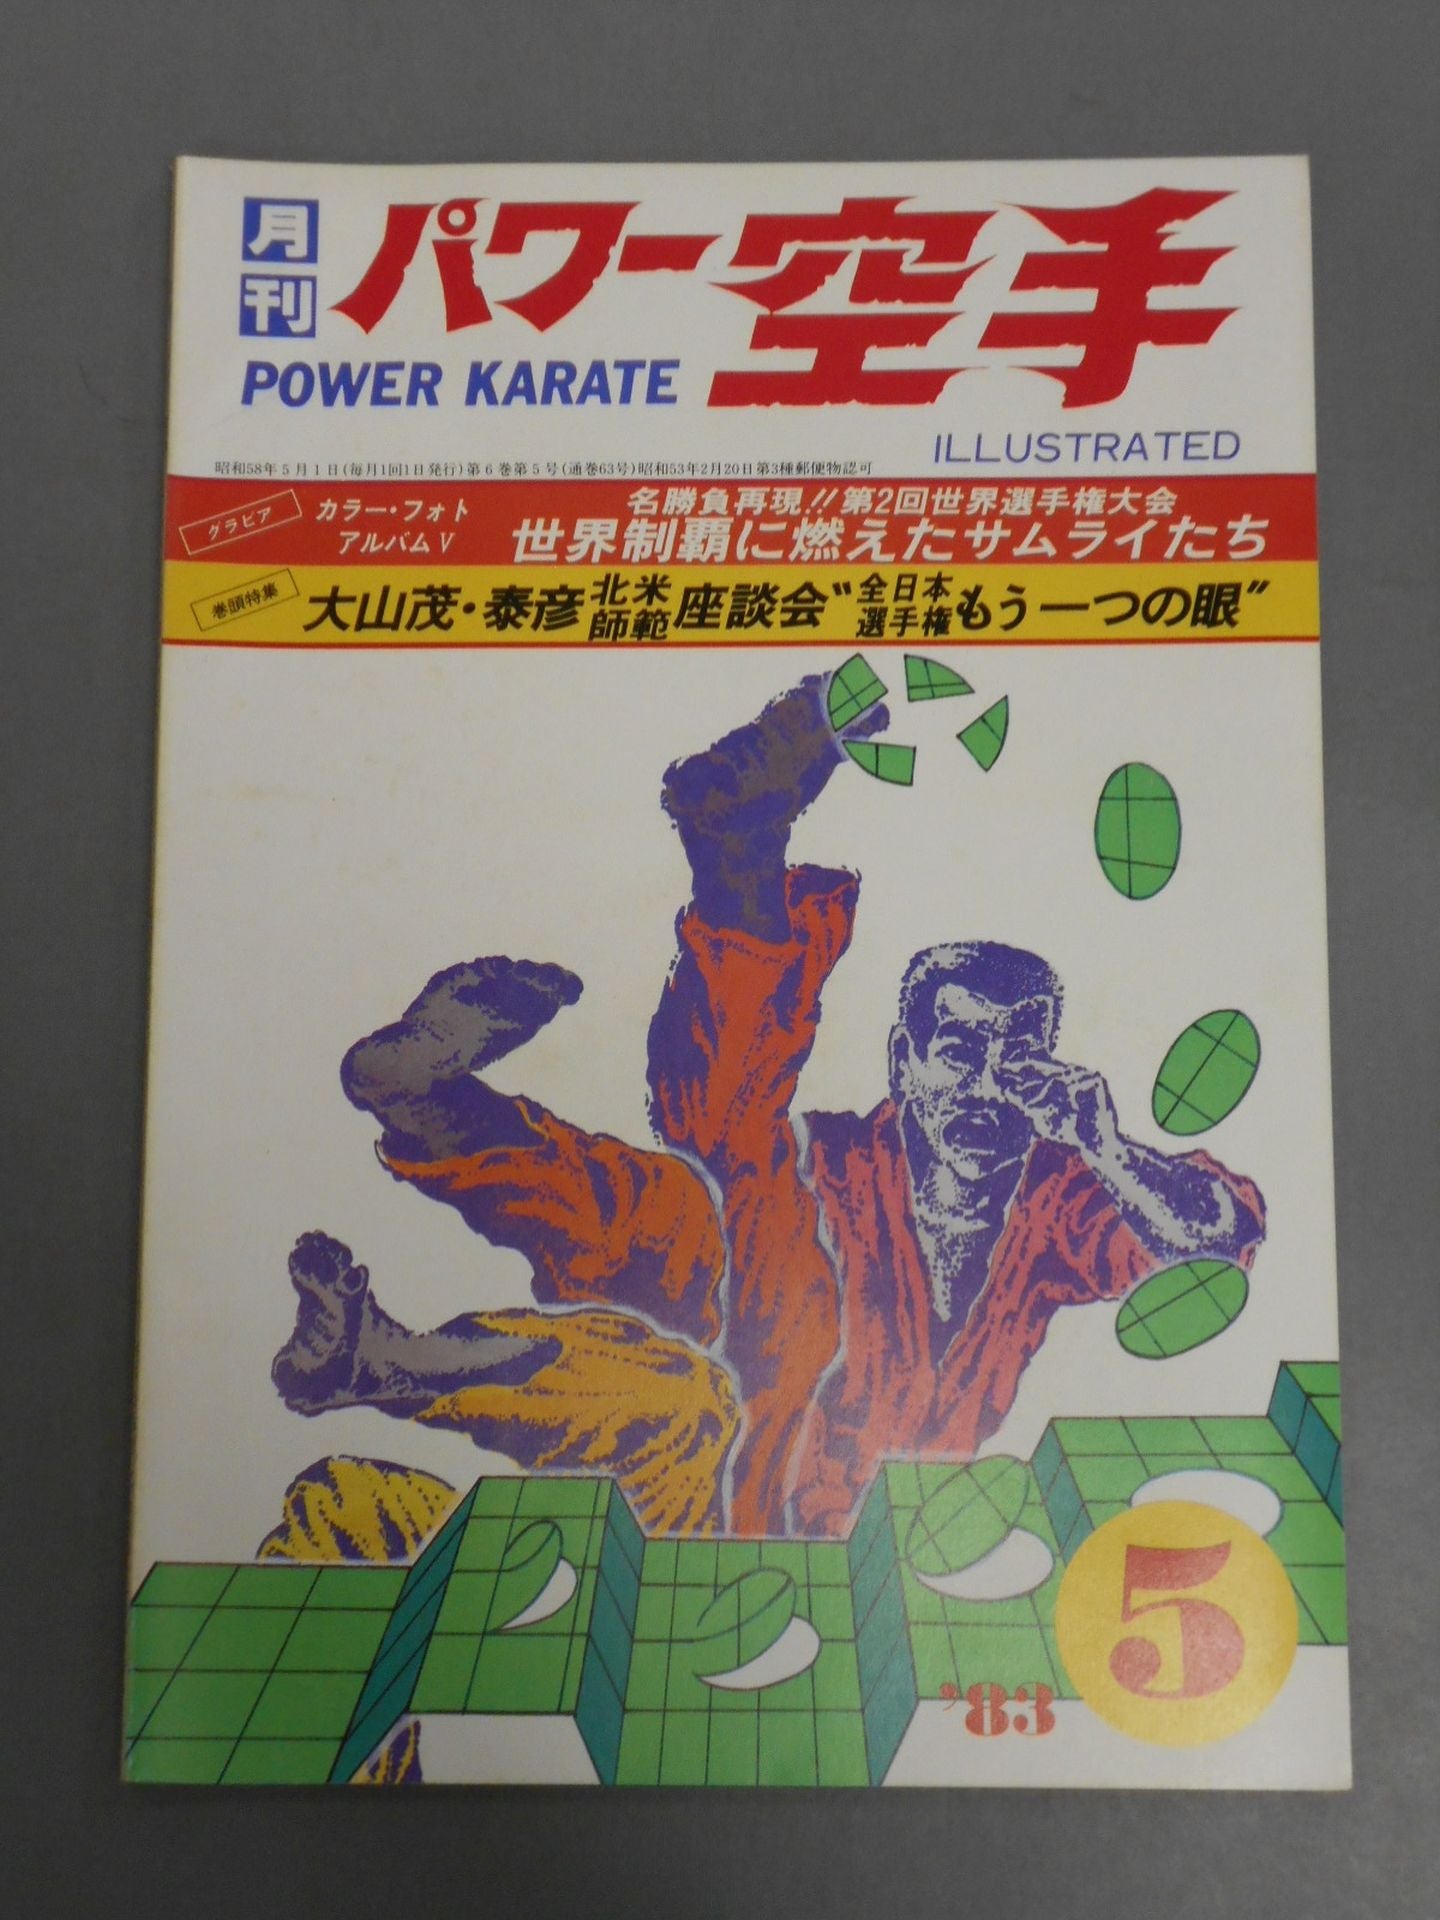 月刊
パワー空手
POWER KARATE
ILLUSTRATED
昭和58年5月1日(毎月1回1日発行)第6巻第5号(通巻63号)昭和53年2月20日第3種郵便物認可
グラビア
カラー・フォト
アルバムV
名勝負再現!!第2回世界選手権大会
世界制覇に燃えたサムライたち
巻頭特集
大山茂・泰彦北米師範座談会“全日本選手権もう一つの眼”
'83
5